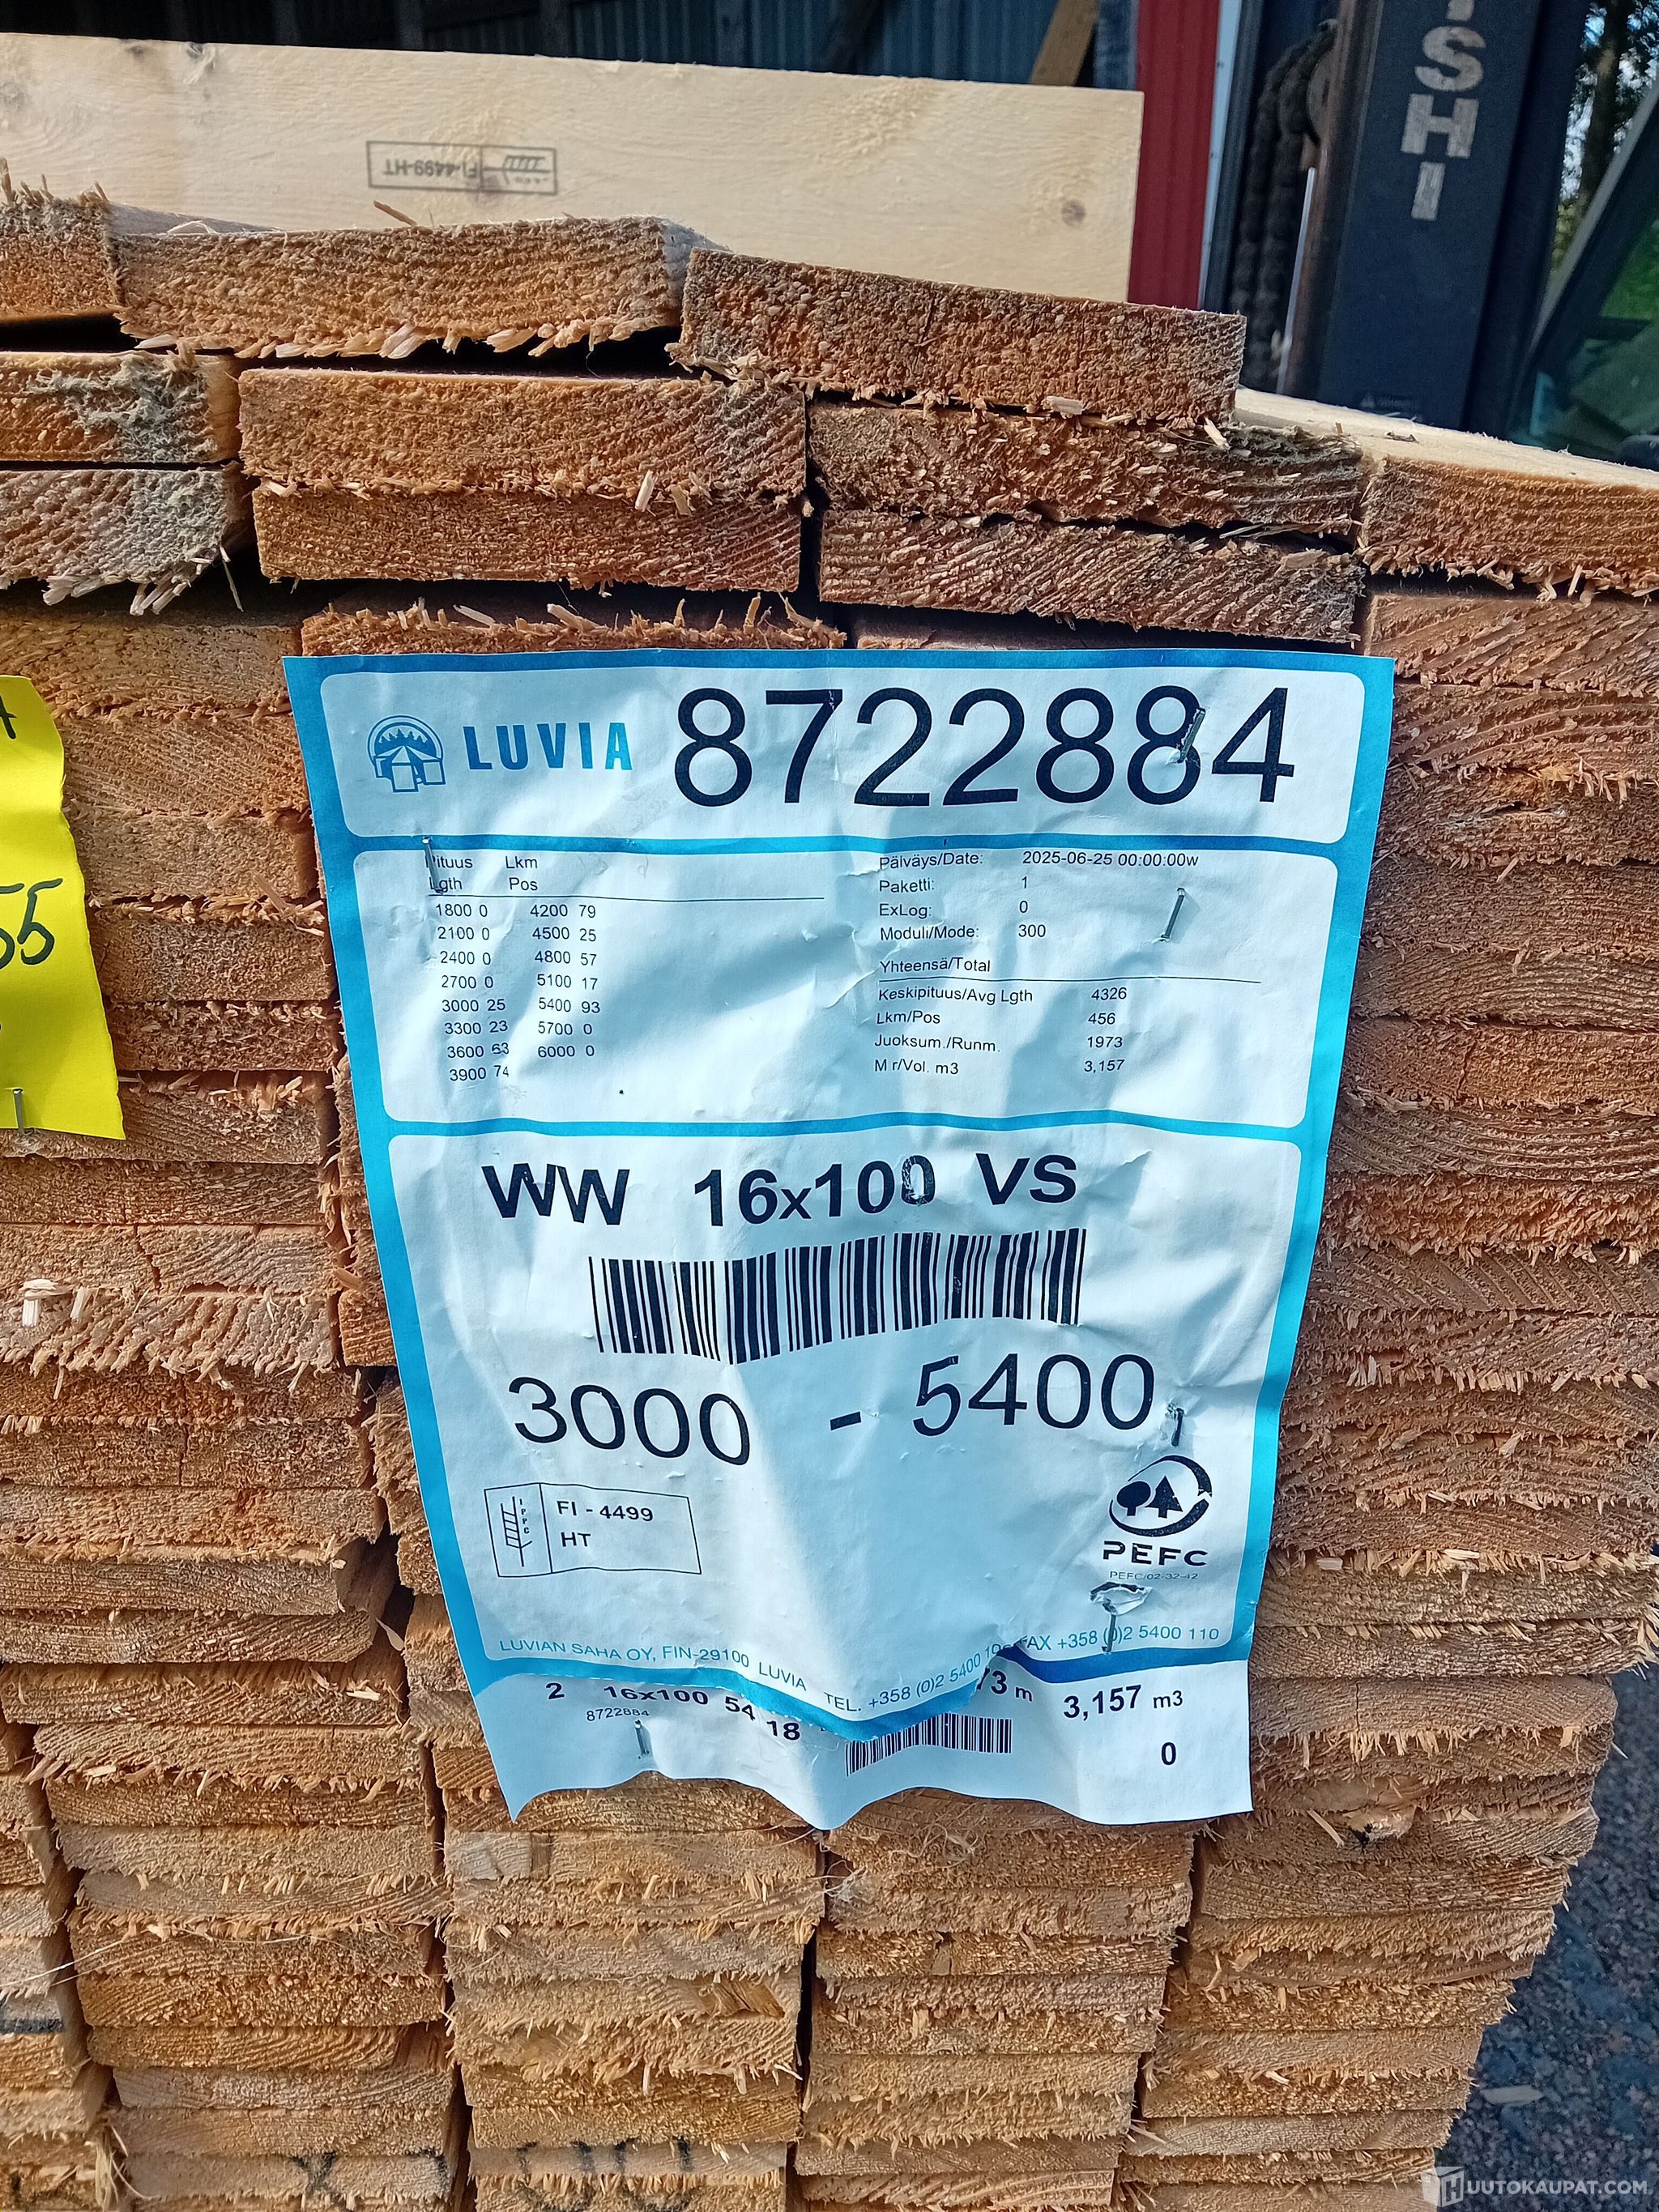 SHI
FI-4499-HT
55
LUVIA 8722884
Pituus Lkm
Lgth Pos
1800 0 4200 79
2100 0 4500 25
2400 0 4800 57
2700 0 5100 17
3000 25 5400 93
3300 23 5700 0
3600 63 6000 0
3900 74
Päiväys/Date: 2025-06-25 00:00:00w
Paketti: 1
ExLog: 0
Moduli/Mode: 300
Yhteensä/Total
Keskipituus/Avg Lgth 4326
Lkm/Pos 456
Juoksum./Runm. 1973
M r/Vol. m3 3,157
WW 16x100 VS
3000 - 5400
IPPC
FI - 4499
HT
PEFC
PEFC/02-32-42
LUVIAN SAHA OY, FIN-29100 LUVIA TEL. +358 (0)2 5400 10 FAX +358 (0)2 5400 110
2 16x100 54 18 73 m 3,157 m3
8722884
0
HUUTOKAUPAT.COM